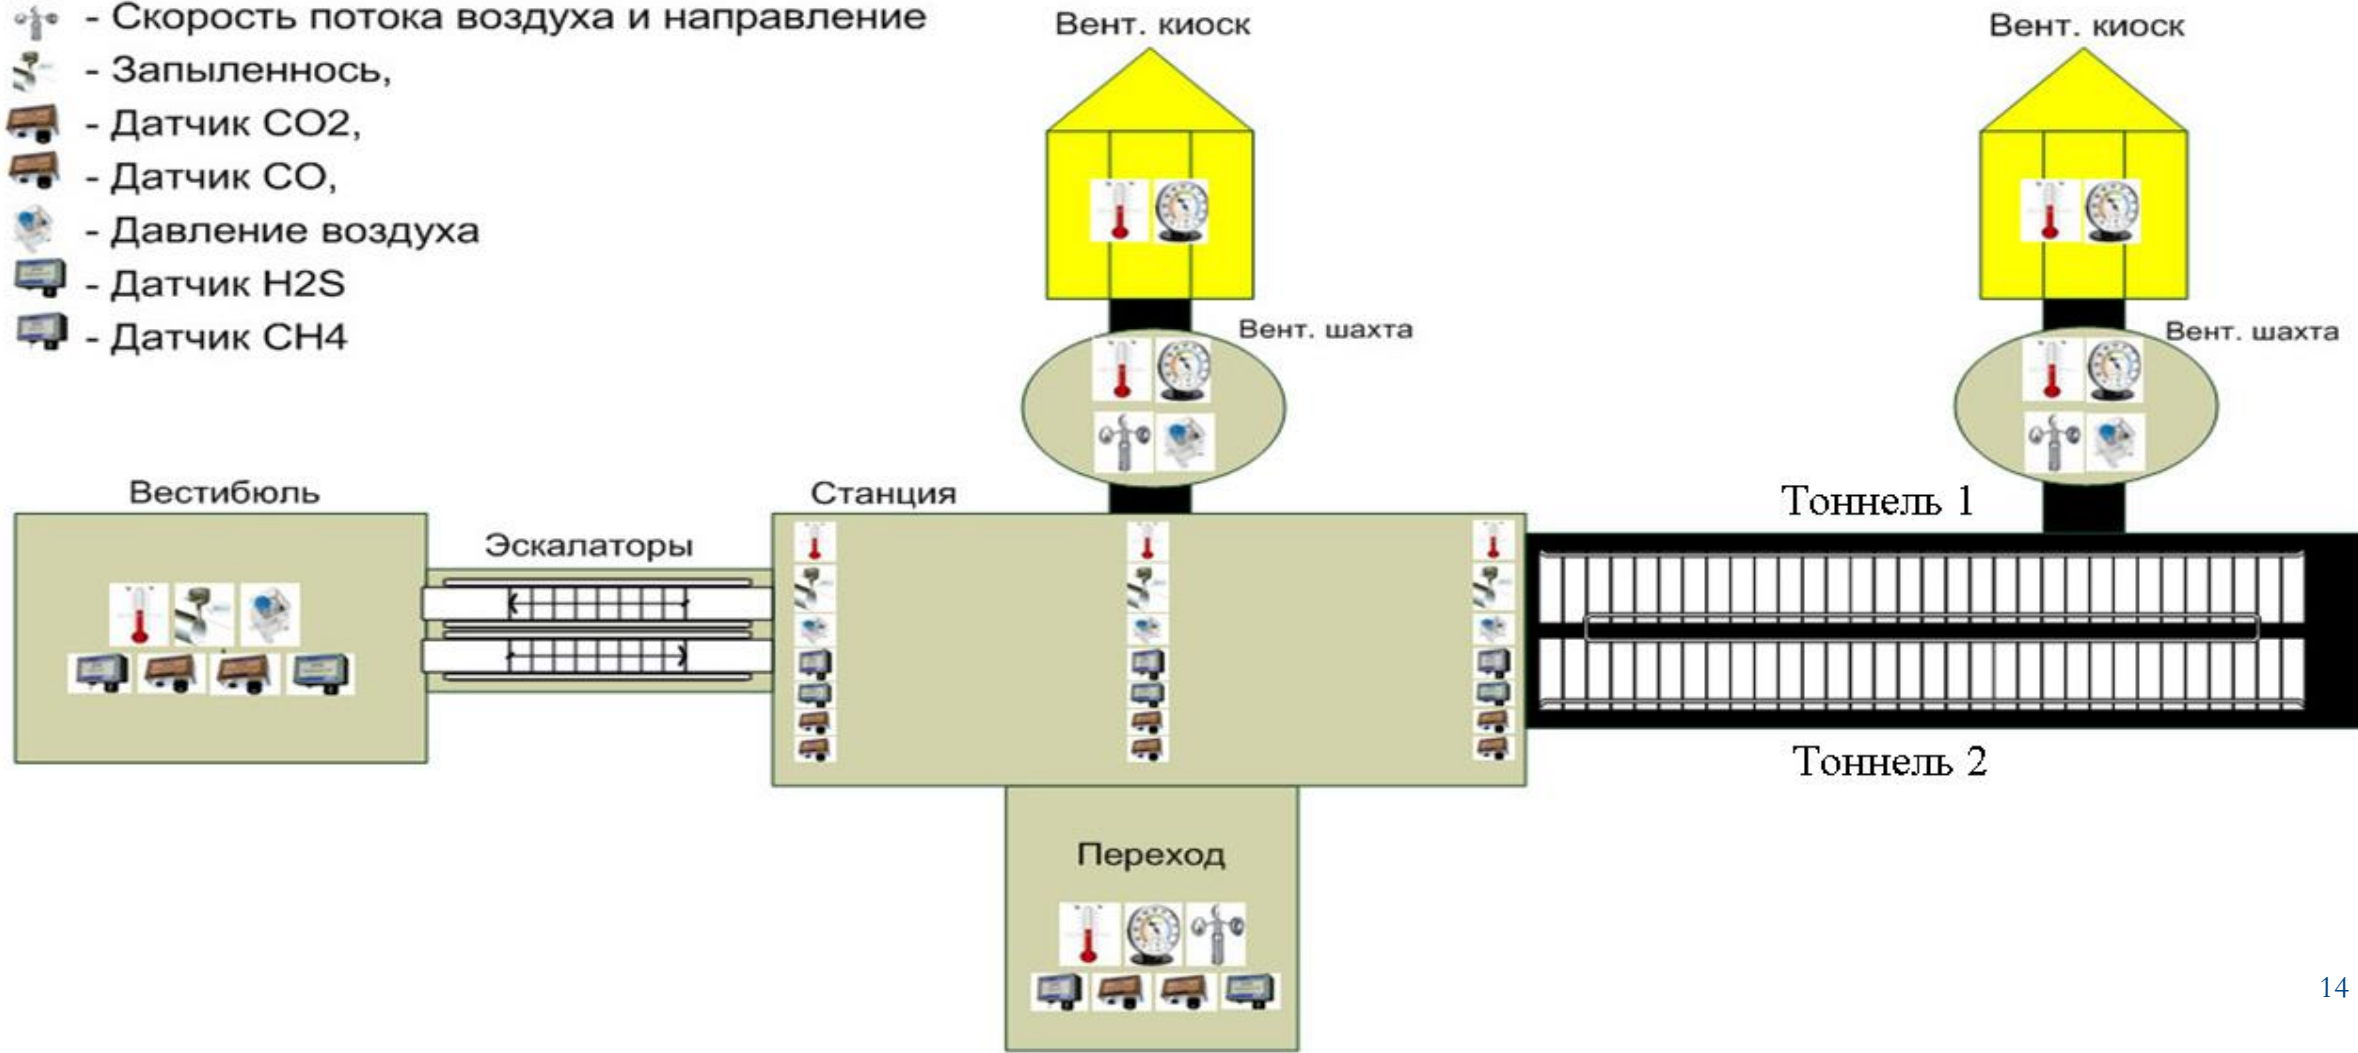 - Скорость потока воздуха и направление
- Запыленнось,
- Датчик CO2,
- Датчик CO,
- Давление воздуха
- Датчик H2S
- Датчик CH4
Вент. киоск
Вент. киоск
Вент. шахта
Вент. шахта
Вестибюль
Эскалаторы
Станция
Тоннель 1
Тоннель 2
Переход
14